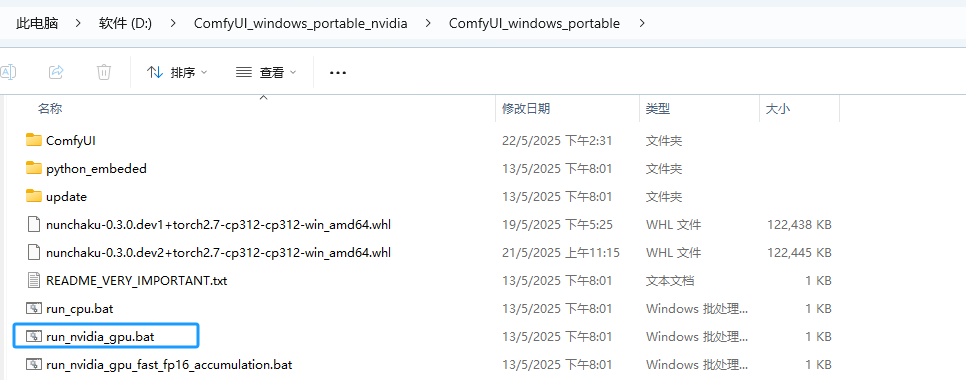 此电脑 > 软件 (D:) > ComfyUI_windows_portable_nvidia > ComfyUI_windows_portable >
排序 查看 ...
名称 修改日期 类型 大小
ComfyUI 22/5/2025 下午2:31 文件夹
python_embeded 13/5/2025 下午8:01 文件夹
update 13/5/2025 下午8:01 文件夹
nunchaku-0.3.0.dev1+torch2.7-cp312-cp312-win_amd64.whl 19/5/2025 下午5:25 WHL 文件 122,438 KB
nunchaku-0.3.0.dev2+torch2.7-cp312-cp312-win_amd64.whl 21/5/2025 上午11:15 WHL 文件 122,445 KB
README_VERY_IMPORTANT.txt 13/5/2025 下午8:01 文本文档 1 KB
run_cpu.bat 13/5/2025 下午8:01 Windows 批处理... 1 KB
run_nvidia_gpu.bat 13/5/2025 下午8:01 Windows 批处理... 1 KB
run_nvidia_gpu_fast_fp16_accumulation.bat 13/5/2025 下午8:01 Windows 批处理... 1 KB